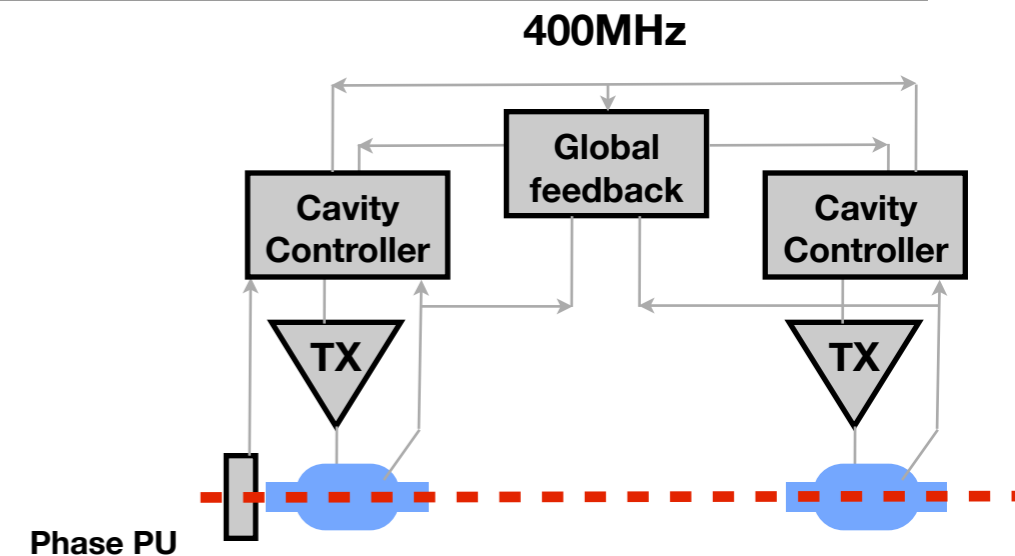 400MHz
Global
feedback
Cavity
Controller
Cavity
Controller
TX
TX
Phase PU